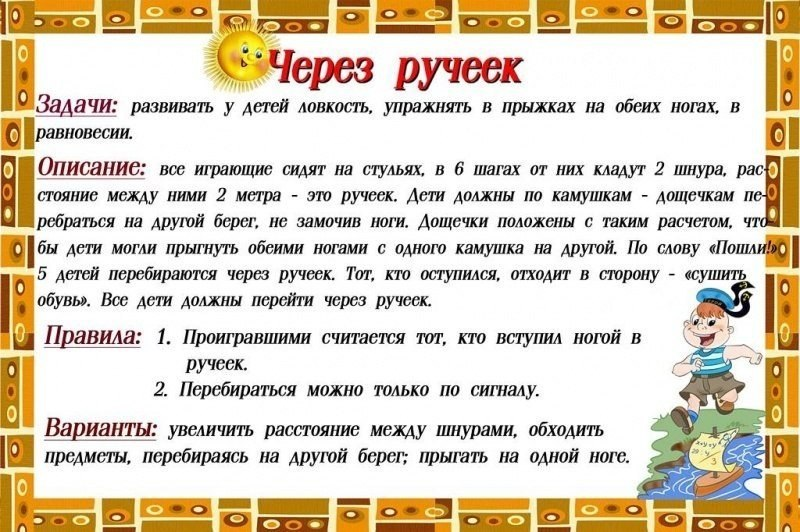 Через ручеек
Задачи: развивать у детей ловкость, упражнять в прыжках на обеих ногах, в
равновесии.
Описание: все играющие сидят на стульях, в 6 шагах от них кладут 2 шнура, рас-
стояние между ними 2 метра - это ручеек. Дети должны по камушкам - дощечкам пе-
ребраться на другой берег, не замочив ноги. Дощечки положены с таким расчетом, что-
бы дети могли прыгнуть обеими ногами с одного камушка на другой. По слову «Пошли!»
5 детей перебираются через ручеек. Тот, кто оступился, отходит в сторону - «сушить
обувь». Все дети должны перейти через ручеек.
Правила: 1. Проигравшими считается тот, кто вступил ногой в
ручеек.
2. Перебираться можно только по сигналу.
Варианты: увеличить расстояние между шнурами, обходить
предметы, перебираясь на другой берег; прыгать на одной ноге.